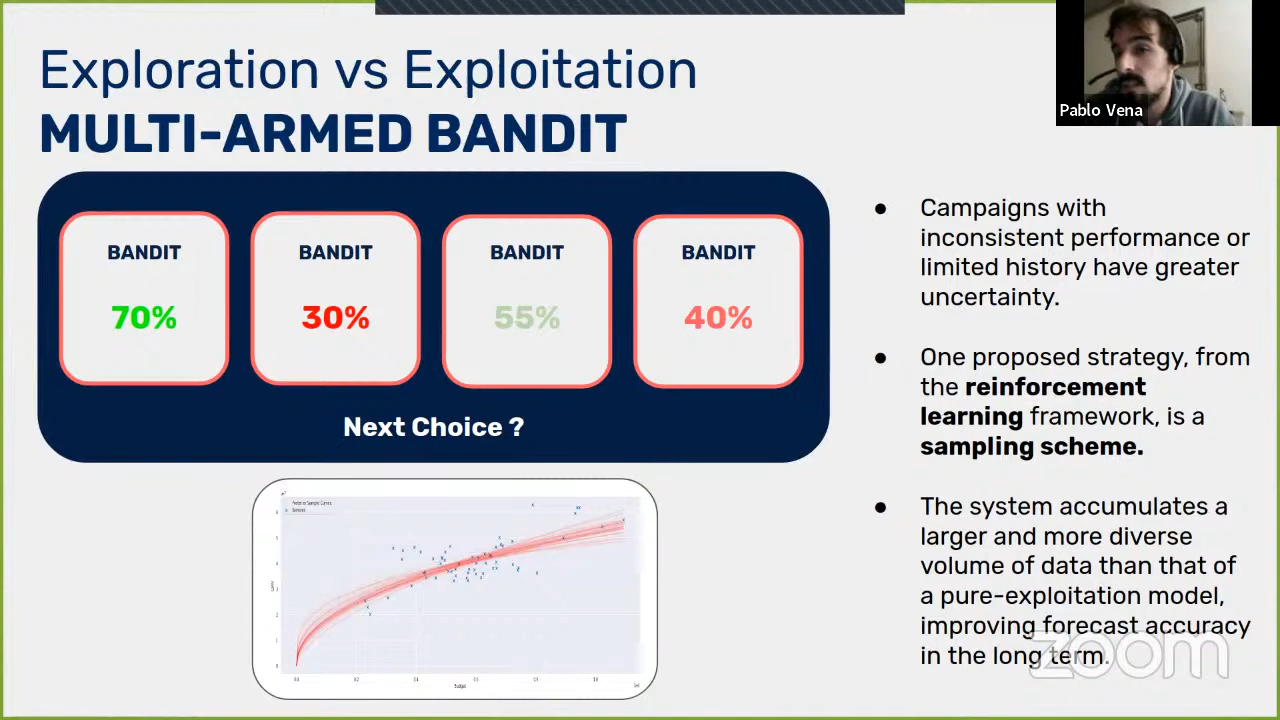 Exploration vs Exploitation
MULTI-ARMED BANDIT
Pablo Vena
BANDIT
70%
BANDIT
30%
BANDIT
55%
BANDIT
40%
Next Choice ?
● Campaigns with
inconsistent performance or
limited history have greater
uncertainty.
● One proposed strategy, from
the reinforcement
learning framework, is a
sampling scheme.
● The system accumulates a
larger and more diverse
volume of data than that of
a pure-exploitation model,
improving forecast accuracy
in the long term.
zoom
Budget